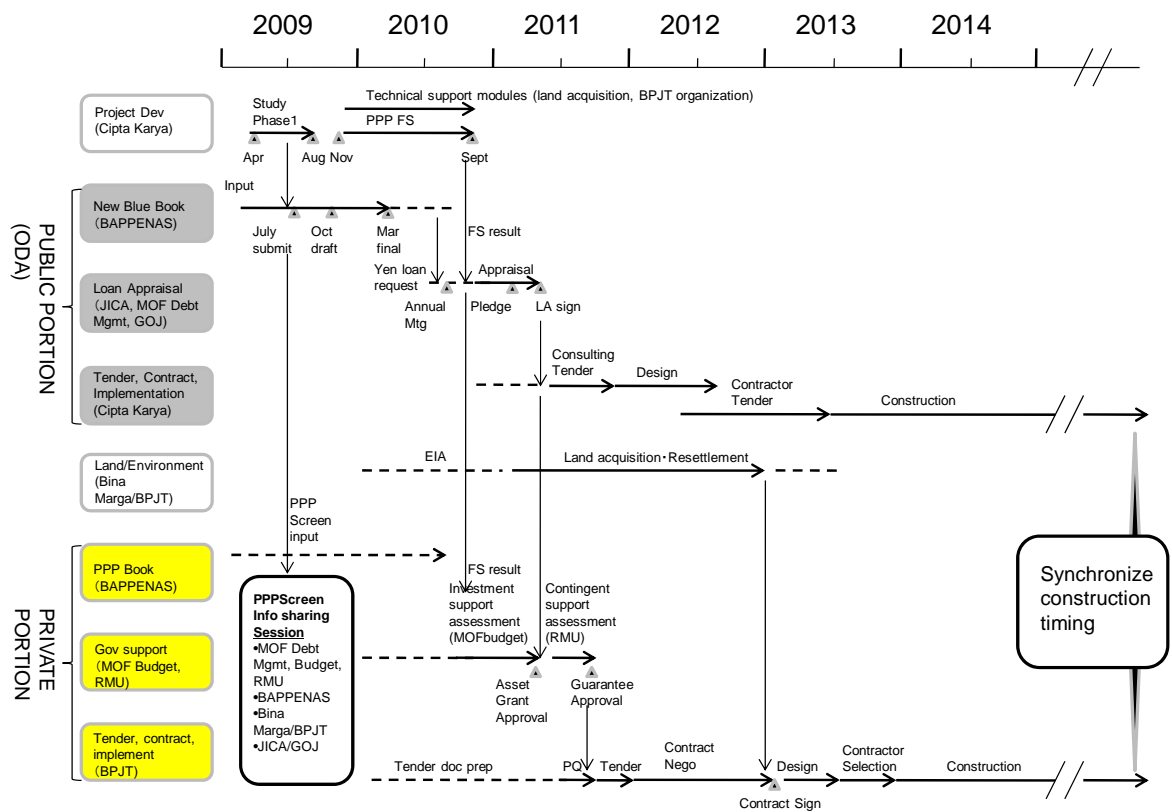 2009
2010
2011
2012
2013
2014
Project Dev
(Cipta Karya)
Study
Phase1
Technical support modules (land acquisition, BPJT organization)
PPP FS
Apr
Aug
Nov
Sept
PUBLIC PORTION
(ODA)
New Blue Book
(BAPPENAS)
Input
July
submit
Oct
draft
Mar
final
FS result
Loan Appraisal
(JICA, MOF Debt
Mgmt, GOJ)
Yen loan
request
Appraisal
Annual
Mtg
Pledge
LA sign
Tender, Contract,
Implementation
(Cipta Karya)
Consulting
Tender
Design
Contractor
Tender
Construction
Land/Environment
(Bina
Marga/BPJT)
EIA
Land acquisition・Resettlement
PPP
Screen
input
PRIVATE
PORTION
PPP Book
(BAPPENAS)
FS result
Investment
support
assessment
(MOFbudget)
Contingent
support
assessment
(RMU)
PPPScreen
Info sharing
Session
•MOF Debt
Mgmt, Budget,
RMU
•BAPPENAS
•Bina
Marga/BPJT
•JICA/GOJ
Synchronize
construction
timing
Gov support
(MOF Budget,
RMU)
Asset
Grant
Approval
Guarantee
Approval
Tender, contract,
implement
(BPJT)
Tender doc prep
PQ
Tender
Contract
Nego
Contract Sign
Design
Contractor
Selection
Construction